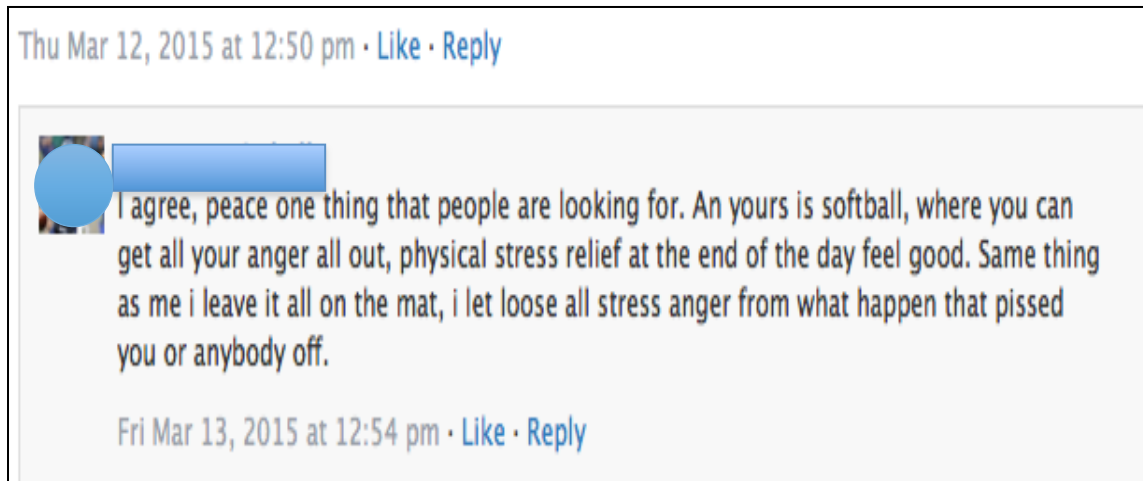 Thu Mar 12, 2015 at 12:50 pm · Like · Reply
I agree, peace one thing that people are looking for. An yours is softball, where you can
get all your anger all out, physical stress relief at the end of the day feel good. Same thing
as me i leave it all on the mat, i let loose all stress anger from what happen that pissed
you or anybody off.
Fri Mar 13, 2015 at 12:54 pm · Like · Reply